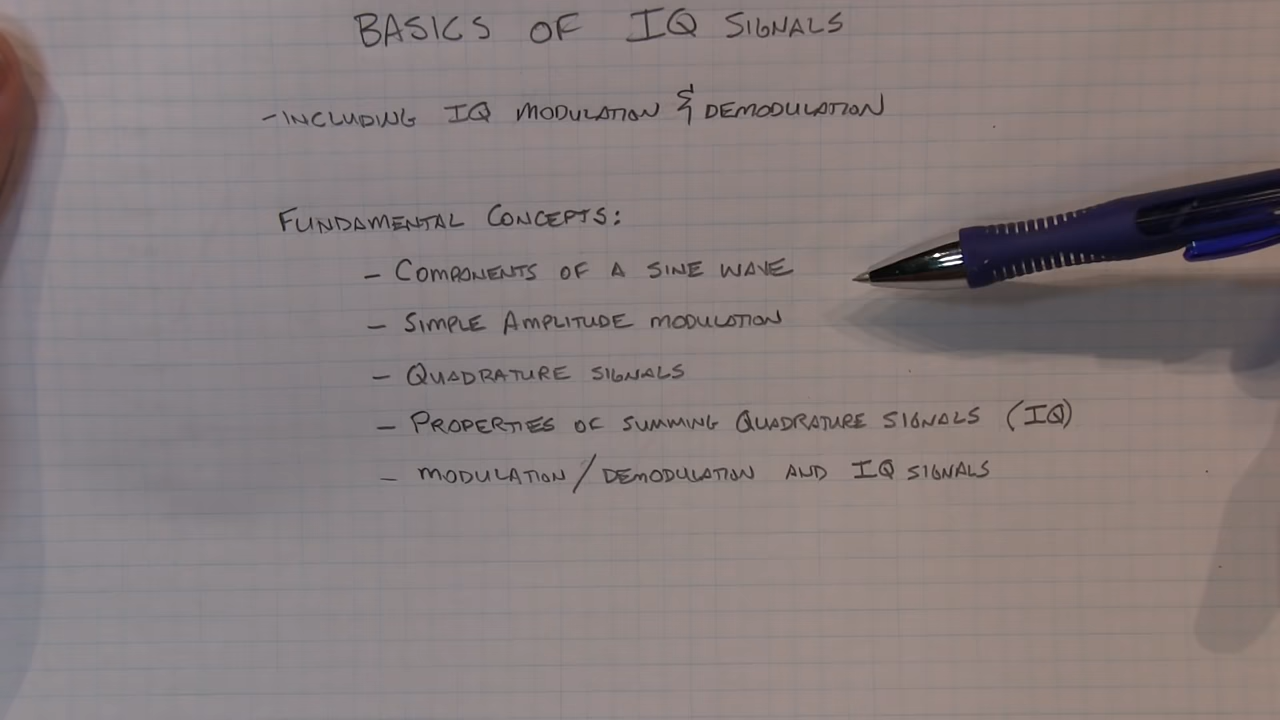 BASICS OF IQ SIGNALS
- INCLUDING IQ MODULATION & DEMODULATION
FUNDAMENTAL CONCEPTS:
- COMPONENTS OF A SINE WAVE
- SIMPLE AMPLITUDE MODULATION
- QUADRATURE SIGNALS
- PROPERTIES OF SUMMING QUADRATURE SIGNALS (IQ)
- MODULATION/DEMODULATION AND IQ SIGNALS